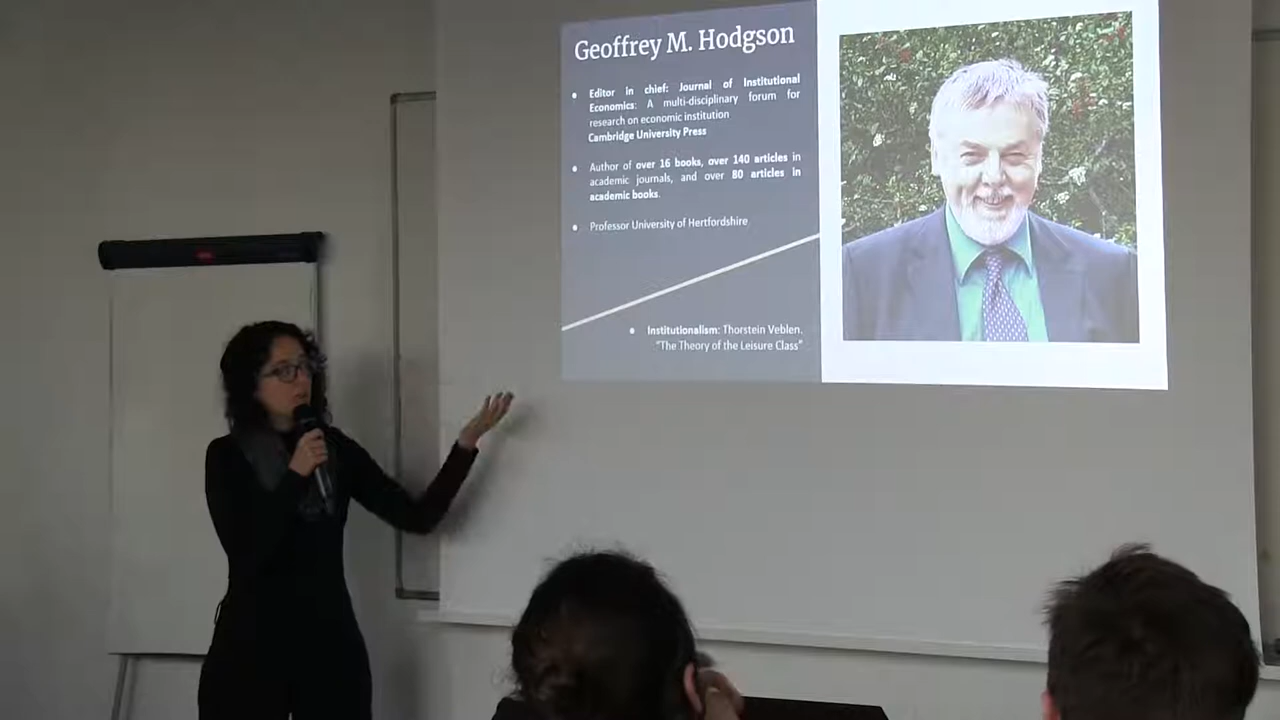 Geoffrey M. Hodgson
• Editor in chief: Journal of Institutional
Economics: A multi-disciplinary forum for
research on economic institution
Cambridge University Press
• Author of over 16 books, over 140 articles in
academic journals, and over 80 articles in
academic books.
• Professor University of Hertfordshire
• Institutionalism: Thorstein Veblen.
"The Theory of the Leisure Class"